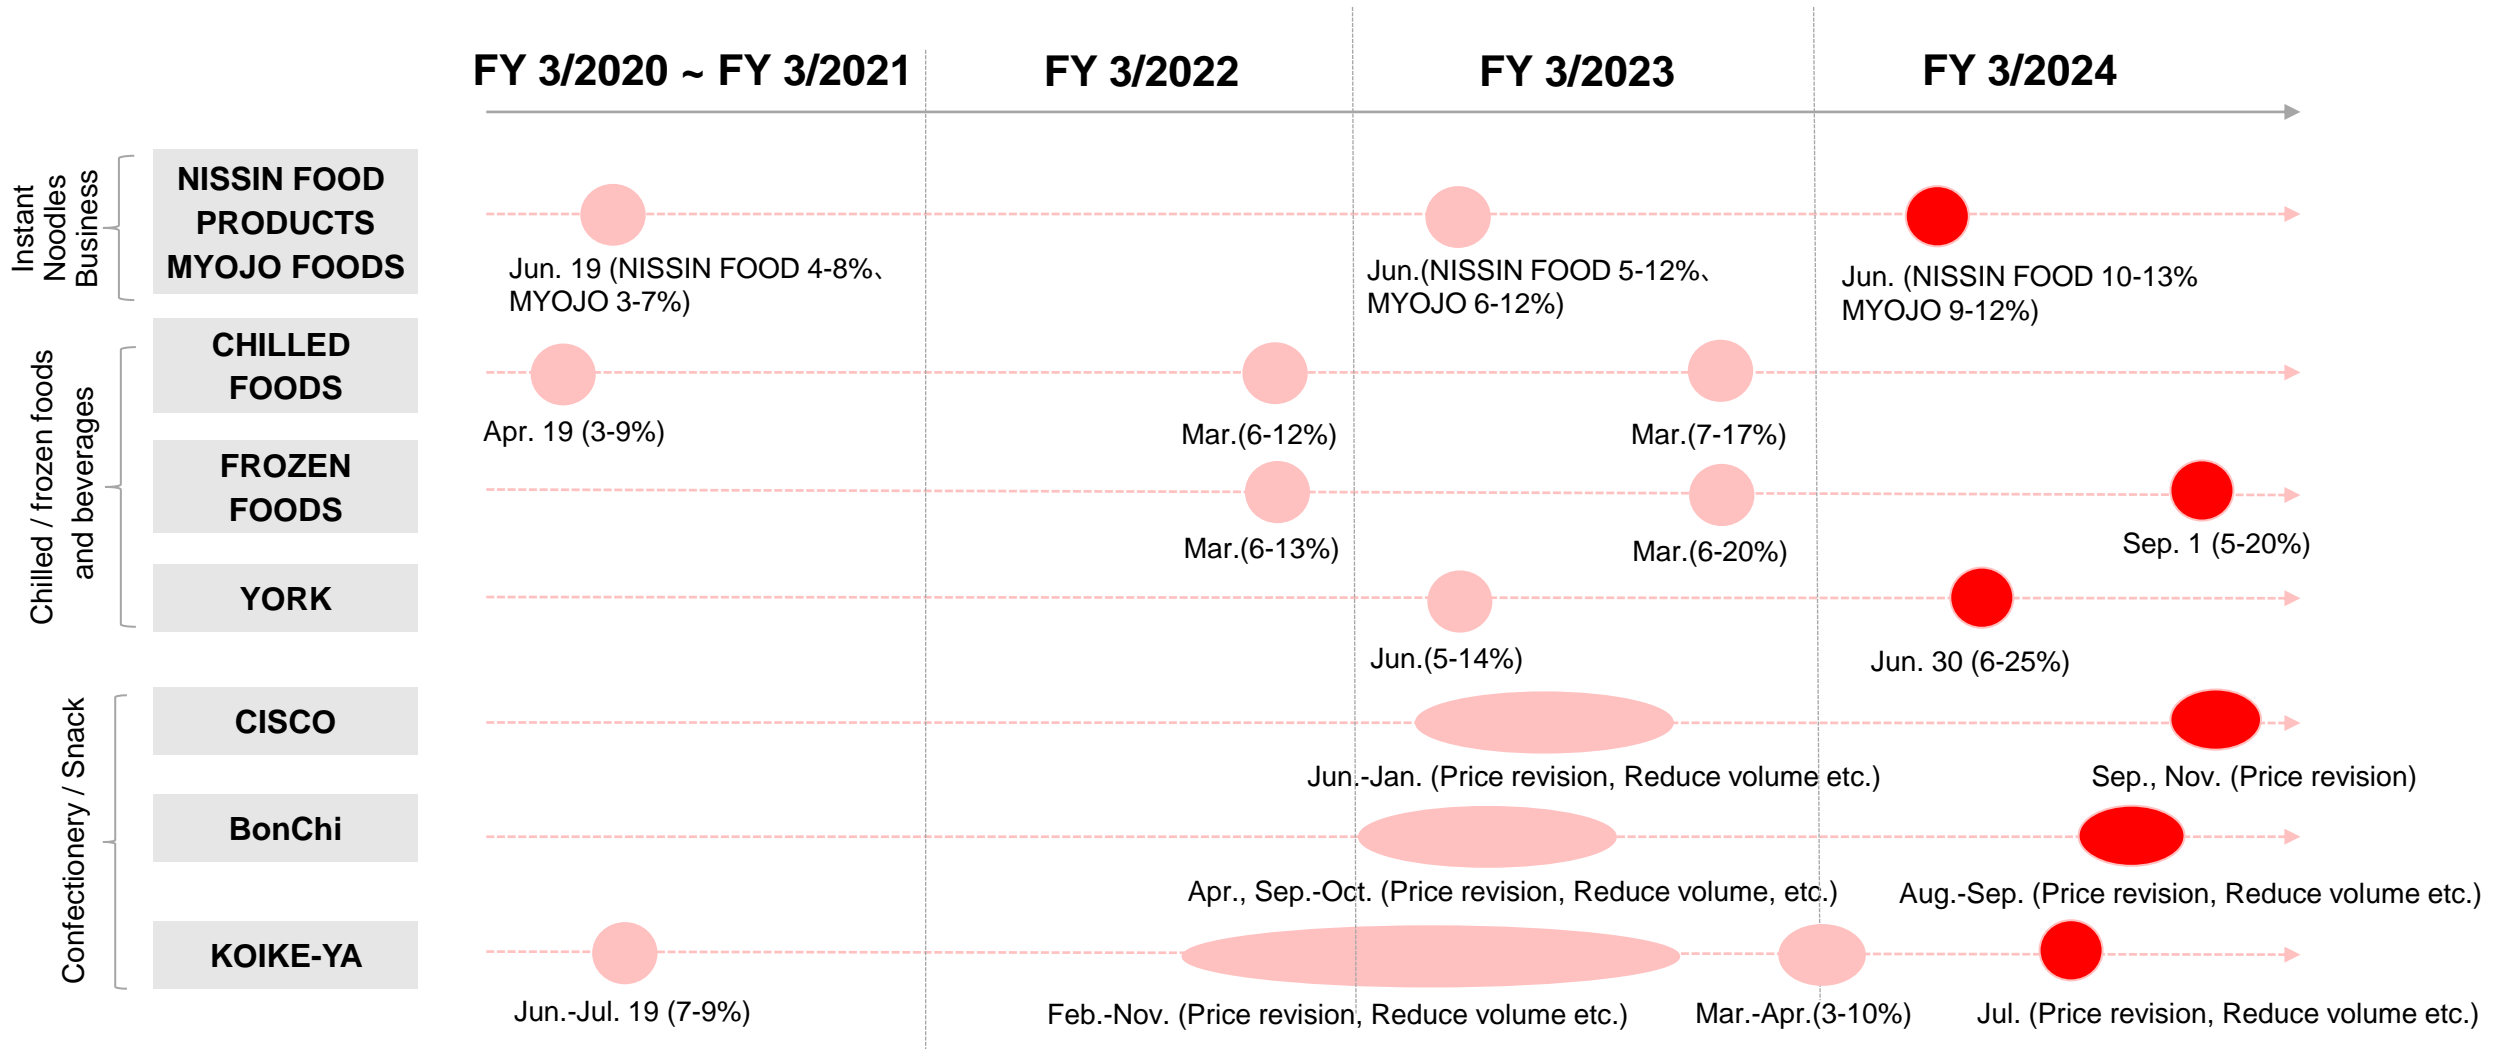 FY 3/2020 ~ FY 3/2021
FY 3/2022
FY 3/2023
FY 3/2024
Instant
Noodles
Business
NISSIN FOOD
PRODUCTS
MYOJO FOODS
Jun. 19 (NISSIN FOOD 4-8%、
MYOJO 3-7%)
Jun.(NISSIN FOOD 5-12%、
MYOJO 6-12%)
Jun. (NISSIN FOOD 10-13%
MYOJO 9-12%)
Chilled / frozen foods
and beverages
CHILLED
FOODS
Apr. 19 (3-9%)
Mar.(6-12%)
Mar.(7-17%)
FROZEN
FOODS
Mar.(6-13%)
Mar.(6-20%)
Sep. 1 (5-20%)
YORK
Jun.(5-14%)
Jun. 30 (6-25%)
Confectionery / Snack
CISCO
Jun.-Jan. (Price revision, Reduce volume etc.)
Sep., Nov. (Price revision)
BonChi
Apr., Sep.-Oct. (Price revision, Reduce volume, etc.)
Aug.-Sep. (Price revision, Reduce volume etc.)
KOIKE-YA
Jun.-Jul. 19 (7-9%)
Feb.-Nov. (Price revision, Reduce volume etc.)
Mar.-Apr.(3-10%)
Jul. (Price revision, Reduce volume etc.)